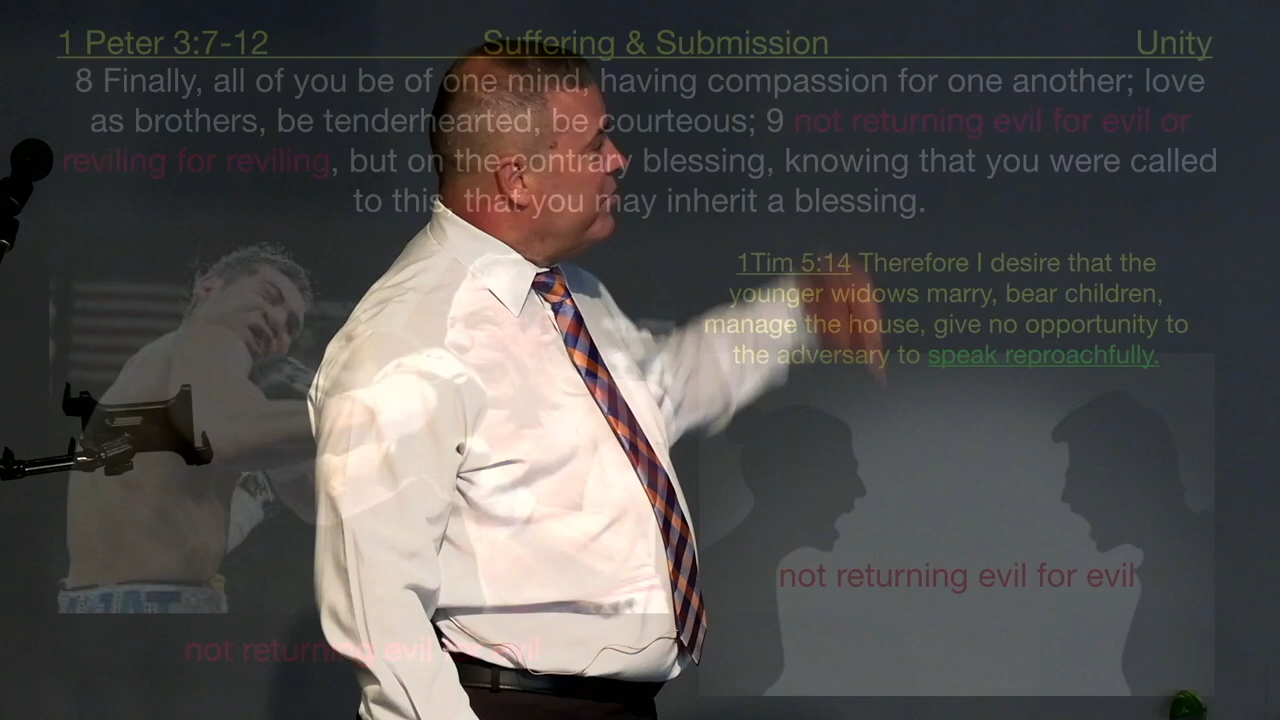 1 Peter 3:7-12 Suffering & Submission Unity
8 Finally, all of you be of one mind, having compassion for one another; love
as brothers, be tenderhearted, be courteous; 9 not returning evil for evil or
reviling for reviling, but on the contrary blessing, knowing that you were called
to this, that you may inherit a blessing.
1Tim 5:14 Therefore I desire that the
younger widows marry, bear children,
manage the house, give no opportunity to
the adversary to speak reproachfully.
not returning evil for evil
not returning evil for evil